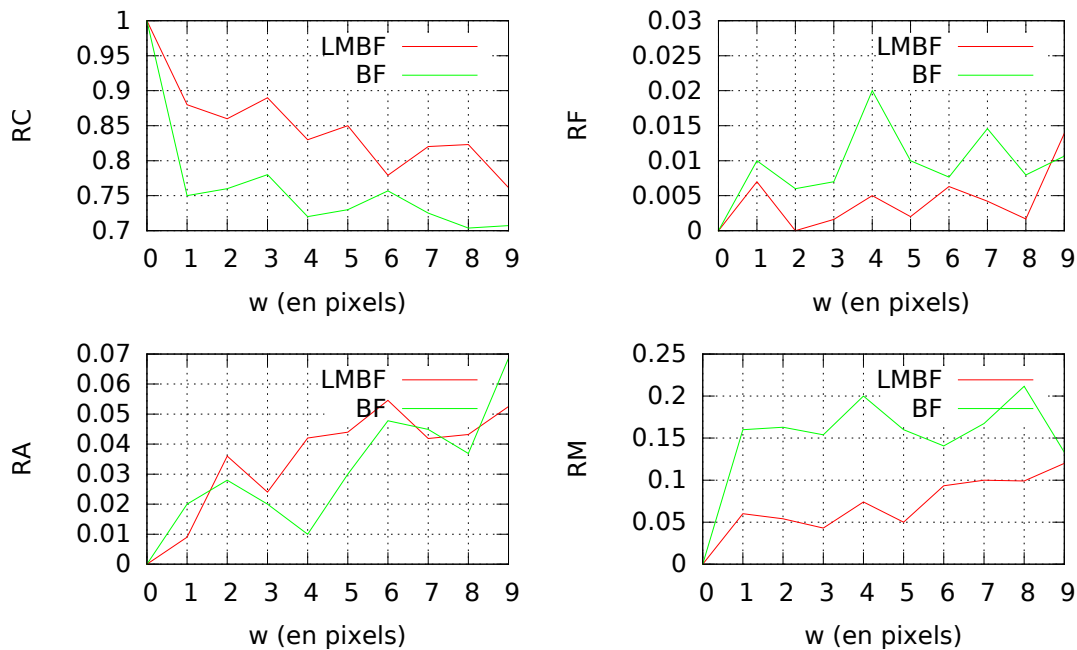 1
0.95
0.9
0.85
0.8
0.75
0.7
RC
LMBF
BF
0 1 2 3 4 5 6 7 8 9
w (en pixels)
0.03
0.025
0.02
0.015
0.01
0.005
0
RF
LMBF
BF
0 1 2 3 4 5 6 7 8 9
w (en pixels)
0.07
0.06
0.05
0.04
0.03
0.02
0.01
0
RA
LMBF
BF
0 1 2 3 4 5 6 7 8 9
w (en pixels)
0.25
0.2
0.15
0.1
0.05
0
RM
LMBF
BF
0 1 2 3 4 5 6 7 8 9
w (en pixels)